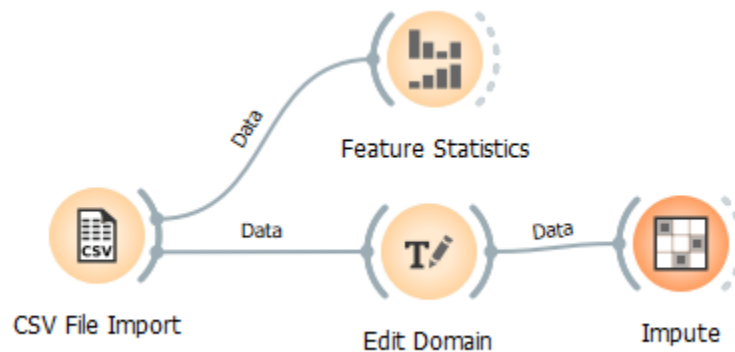 Data
Feature Statistics
CSV
CSV File Import
Data
T
Edit Domain
Data
Impute